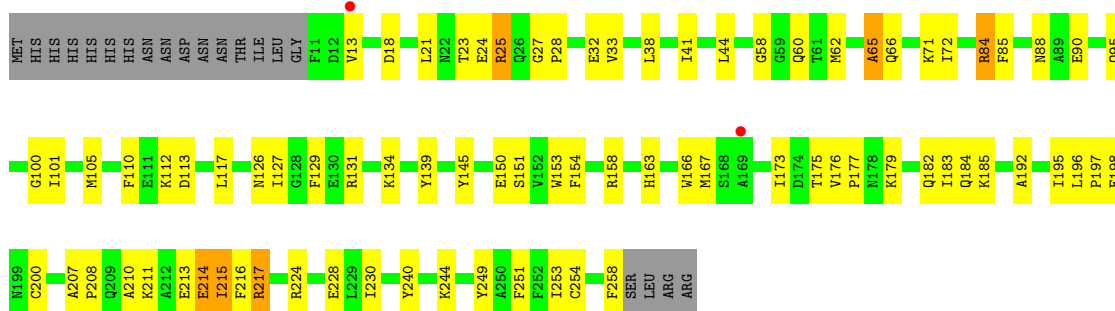 MET HIS HIS HIS HIS HIS HIS ASN ASN ASP ASN ASN THR ILE LEU GLY F11 D12 V13 D18 L21 N22 T23 E24 R25 Q26 G27 P28 E32 V33 L38 I41 L44 G58 G59 Q60 T61 M62 A65 Q66 K71 I72 R84 F85 N88 A89 E90
G100 I101 M105 F110 E111 K112 D113 L117 N126 I127 G128 F129 E130 R131 K134 Y139 Y145 E150 S151 V152 W153 F154 R158 H163 W166 M167 S168 A169 I173 D174 T175 V176 P177 N178 K179 Q182 I183 Q184 K185 A192 I195 L196 P197
N199 C200 A207 P208 Q209 A210 K211 A212 E213 E214 I215 F216 R217 R224 E228 L229 I230 Y240 K244 Y249 A250 F251 F252 I253 C254 F258 SER LEU ARG ARG